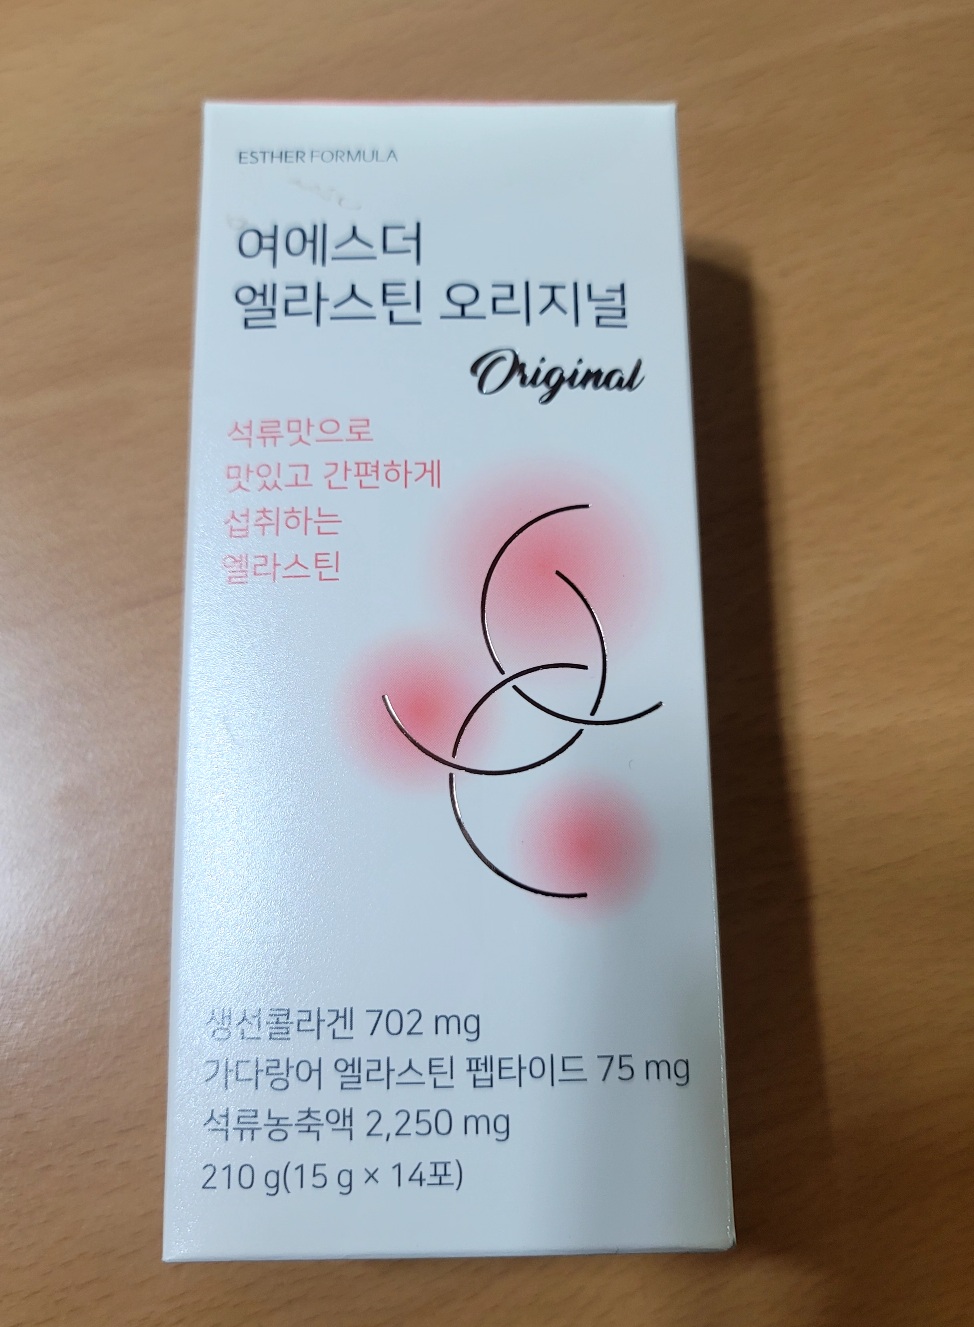 ESTHER FORMULA
여에스더
엘라스틴 오리지널
Original
석류맛으로
맛있고 간편하게
섭취하는
엘라스틴
생선콜라겐 702 mg
가다랑어 엘라스틴 펩타이드 75 mg
석류농축액 2,250 mg
210 g(15 g × 14포)